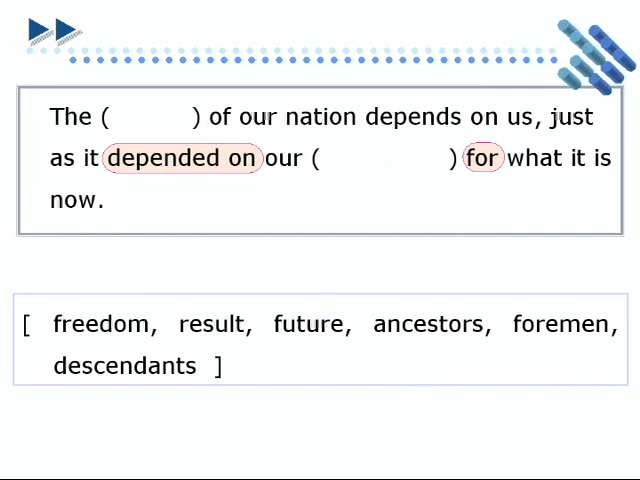 The (          ) of our nation depends on us, just
as it depended on our (                ) for what it is
now.
[ freedom, result, future, ancestors, foremen,
descendants ]